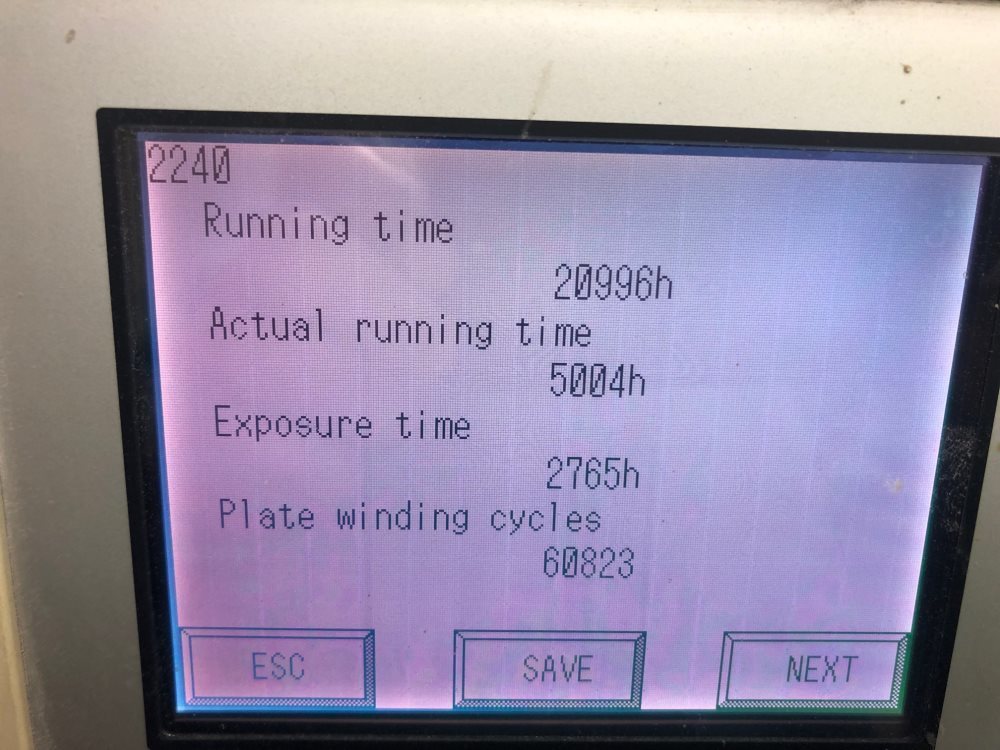 2240
Running time
20996h
Actual running time
5004h
Exposure time
2765h
Plate winding cycles
60823
ESC SAVE NEXT